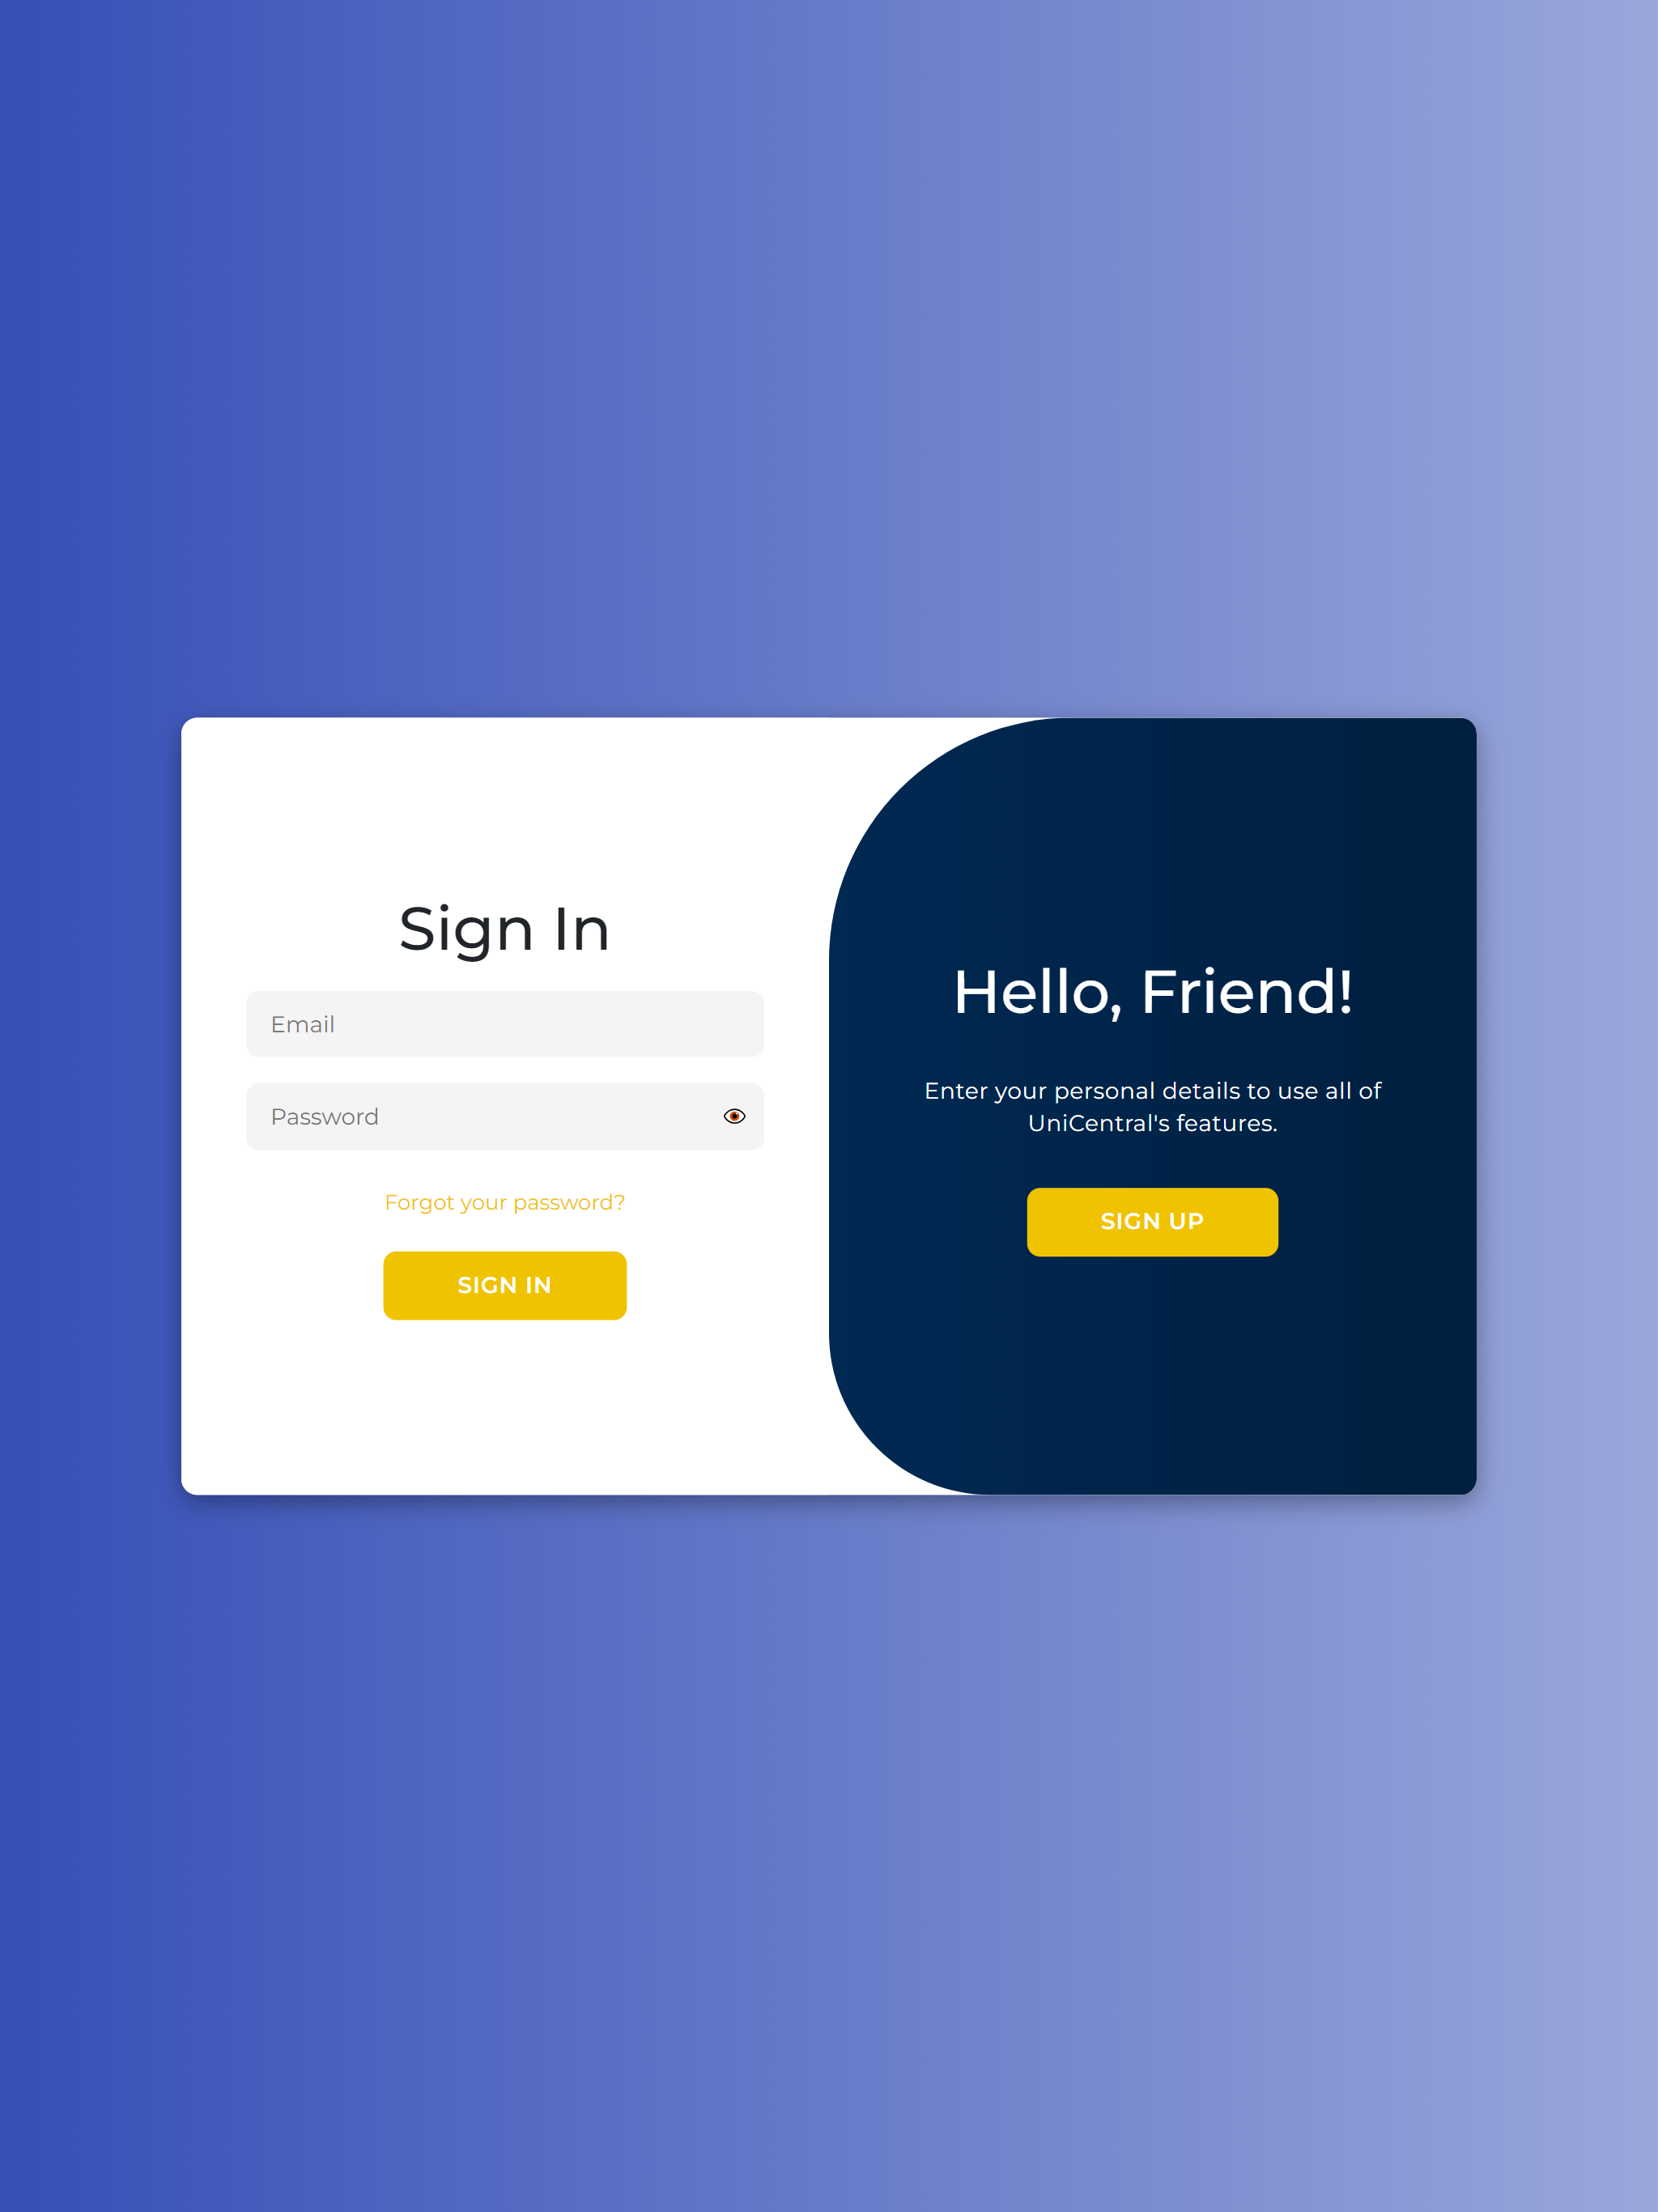 Sign In
Email
Password
Forgot your password?
SIGN IN
Hello, Friend!
Enter your personal details to use all of
UniCentral's features.
SIGN UP